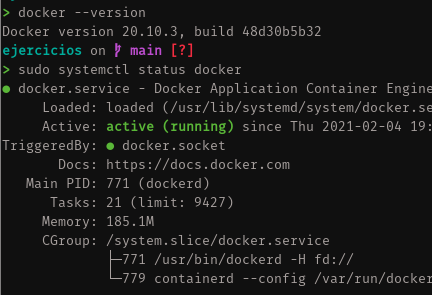 > docker --version
Docker version 20.10.3, build 48d30b5b32
ejercicios on main [?]
> sudo systemctl status docker
● docker.service - Docker Application Container Engine
Loaded: loaded (/usr/lib/systemd/system/docker.se
Active: active (running) since Thu 2021-02-04 19:
TriggeredBy: ● docker.socket
Docs: https://docs.docker.com
Main PID: 771 (dockerd)
Tasks: 21 (limit: 9427)
Memory: 185.1M
CGroup: /system.slice/docker.service
├─771 /usr/bin/dockerd -H fd://
└─779 containerd --config /var/run/docker